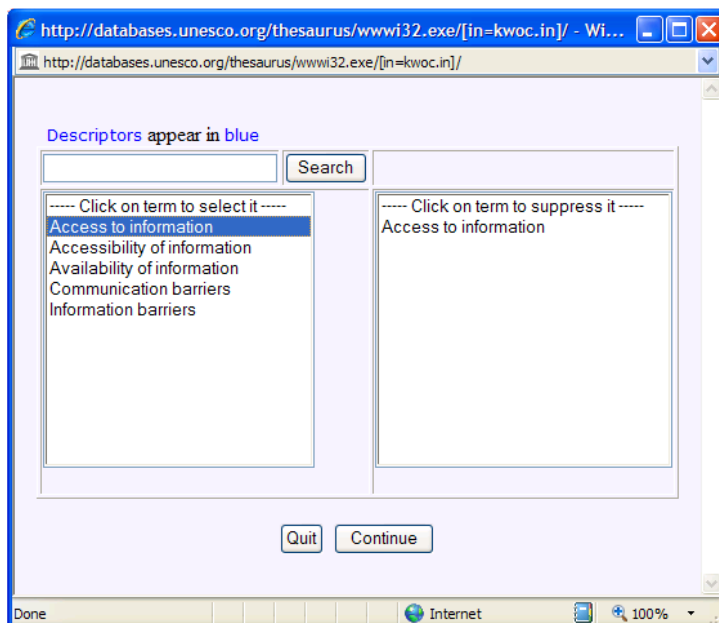 http://databases.unesco.org/thesaurus/wwwi32.exe/[in=kwoc.in]/ - Wi...
http://databases.unesco.org/thesaurus/wwwi32.exe/[in=kwoc.in]/
Descriptors appear in blue
Search
----- Click on term to select it -----
Access to information
Accessibility of information
Availability of information
Communication barriers
Information barriers
----- Click on term to suppress it -----
Access to information
Quit Continue
Done Internet 100%